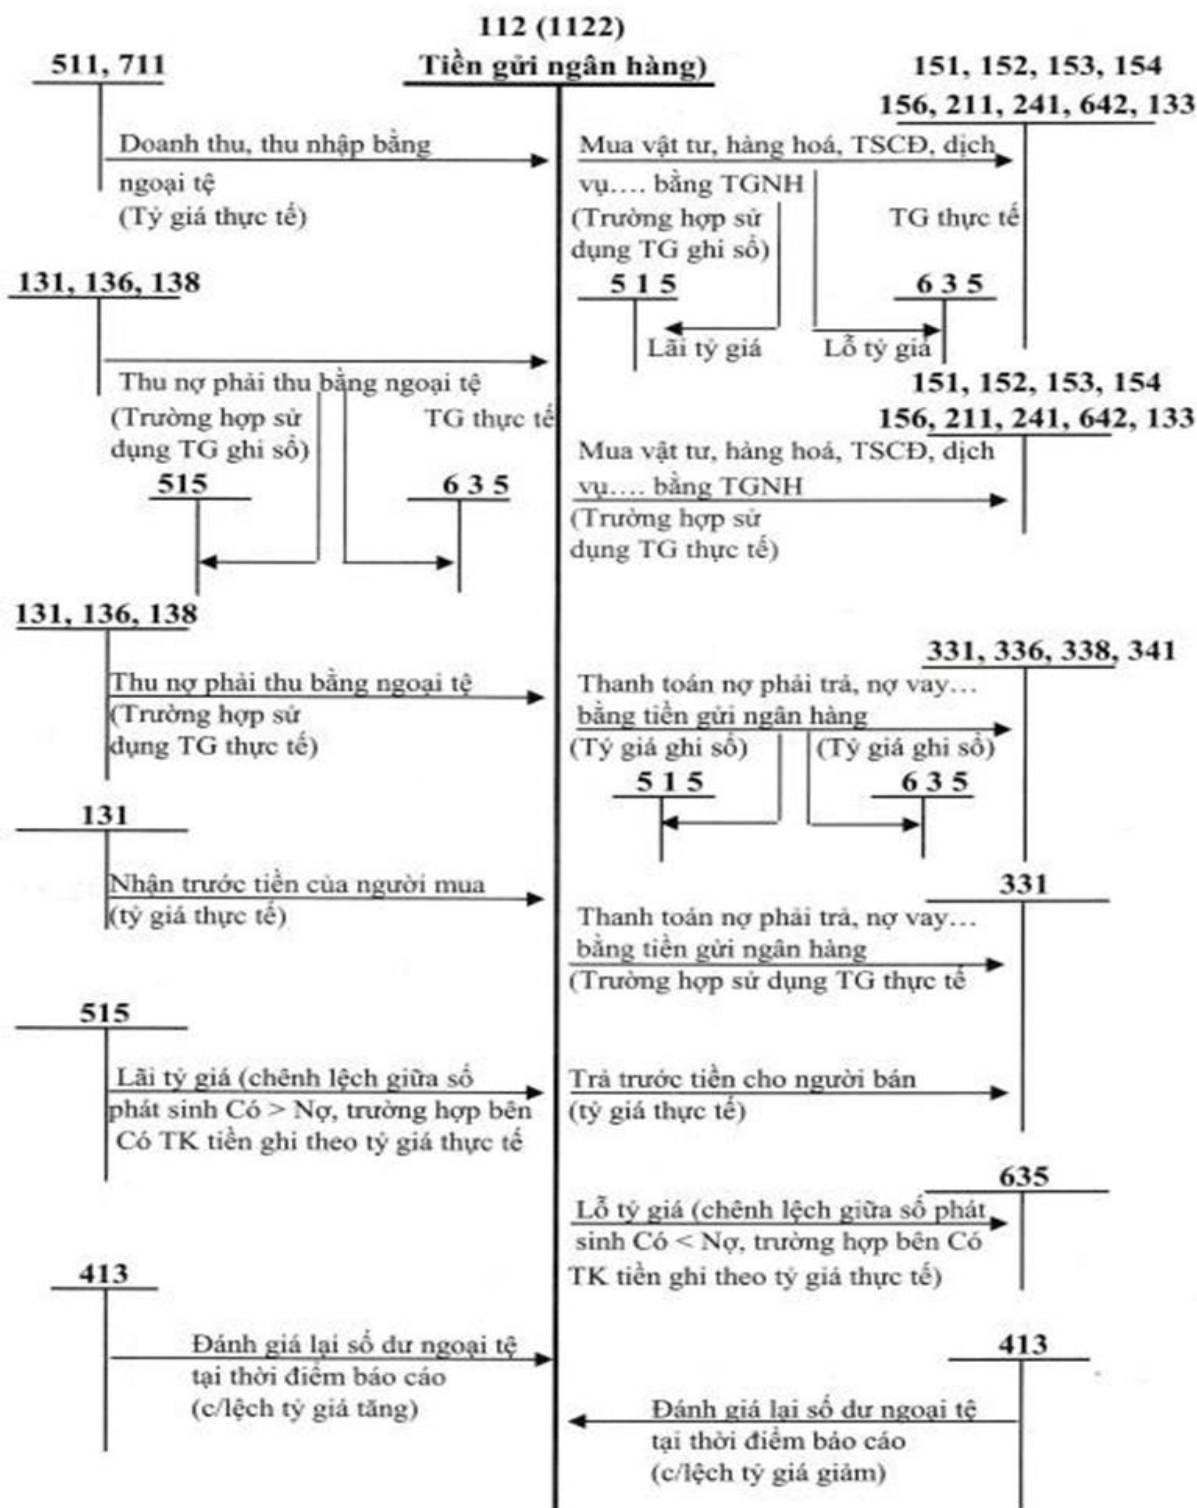 112 (1122)
Tiền gửi ngân hàng)
511, 711
Doanh thu, thu nhập bằng
ngoại tệ
(Tỷ giá thực tế)
131, 136, 138
Thu nợ phải thu bằng ngoại tệ
(Trường hợp sử
dụng TG ghi sổ)
TG thực tế
515
6 3 5
131, 136, 138
Thu nợ phải thu bằng ngoại tệ
(Trường hợp sử
dụng TG thực tế)
131
Nhận trước tiền của người mua
(tỷ giá thực tế)
515
Lãi tỷ giá (chênh lệch giữa số
phát sinh Có > Nợ, trường hợp bên
Có TK tiền ghi theo tỷ giá thực tế
413
Đánh giá lại số dư ngoại tệ
tại thời điểm báo cáo
(c/lệch tỷ giá tăng)
151, 152, 153, 154
156, 211, 241, 642, 133
Mua vật tư, hàng hoá, TSCĐ, dịch
vụ.... bằng TGNH
(Trường hợp sử
dụng TG ghi sổ)
TG thực tế
5 1 5
6 3 5
Lãi tỷ giá
Lỗ tỷ giá
151, 152, 153, 154
156, 211, 241, 642, 133
Mua vật tư, hàng hoá, TSCĐ, dịch
vụ.... bằng TGNH
(Trường hợp sử
dụng TG thực tế)
331, 336, 338, 341
Thanh toán nợ phải trả, nợ vay...
bằng tiền gửi ngân hàng
(Tỷ giá ghi sổ)
(Tỷ giá ghi sổ)
5 1 5
6 3 5
331
Thanh toán nợ phải trả, nợ vay...
bằng tiền gửi ngân hàng
(Trường hợp sử dụng TG thực tế
Trả trước tiền cho người bán
(tỷ giá thực tế)
635
Lỗ tỷ giá (chênh lệch giữa số phát
sinh Có < Nợ, trường hợp bên Có
TK tiền ghi theo tỷ giá thực tế)
413
Đánh giá lại số dư ngoại tệ
tại thời điểm báo cáo
(c/lệch tỷ giá giảm)